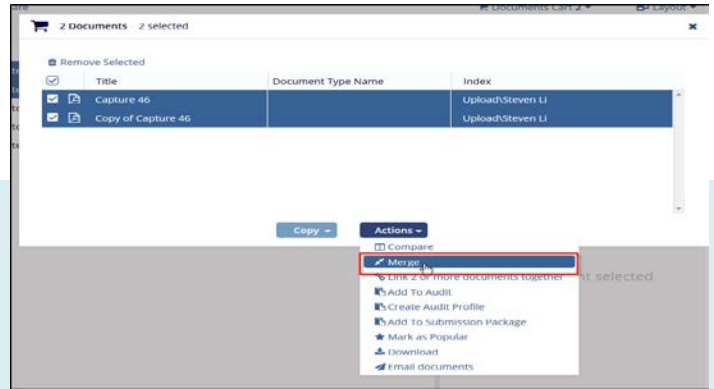 Documents Cart 2
Layout
2 Documents 2 selected
Remove Selected
Title Document Type Name Index
Capture 46 Upload\Steven Li
Copy of Capture 46 Upload\Steven Li
Copy Actions
Compare
Merge
Link 2 or more documents together
nt selected
Add To Audit
Create Audit Profile
Add To Submission Package
Mark as Popular
Download
Email documents